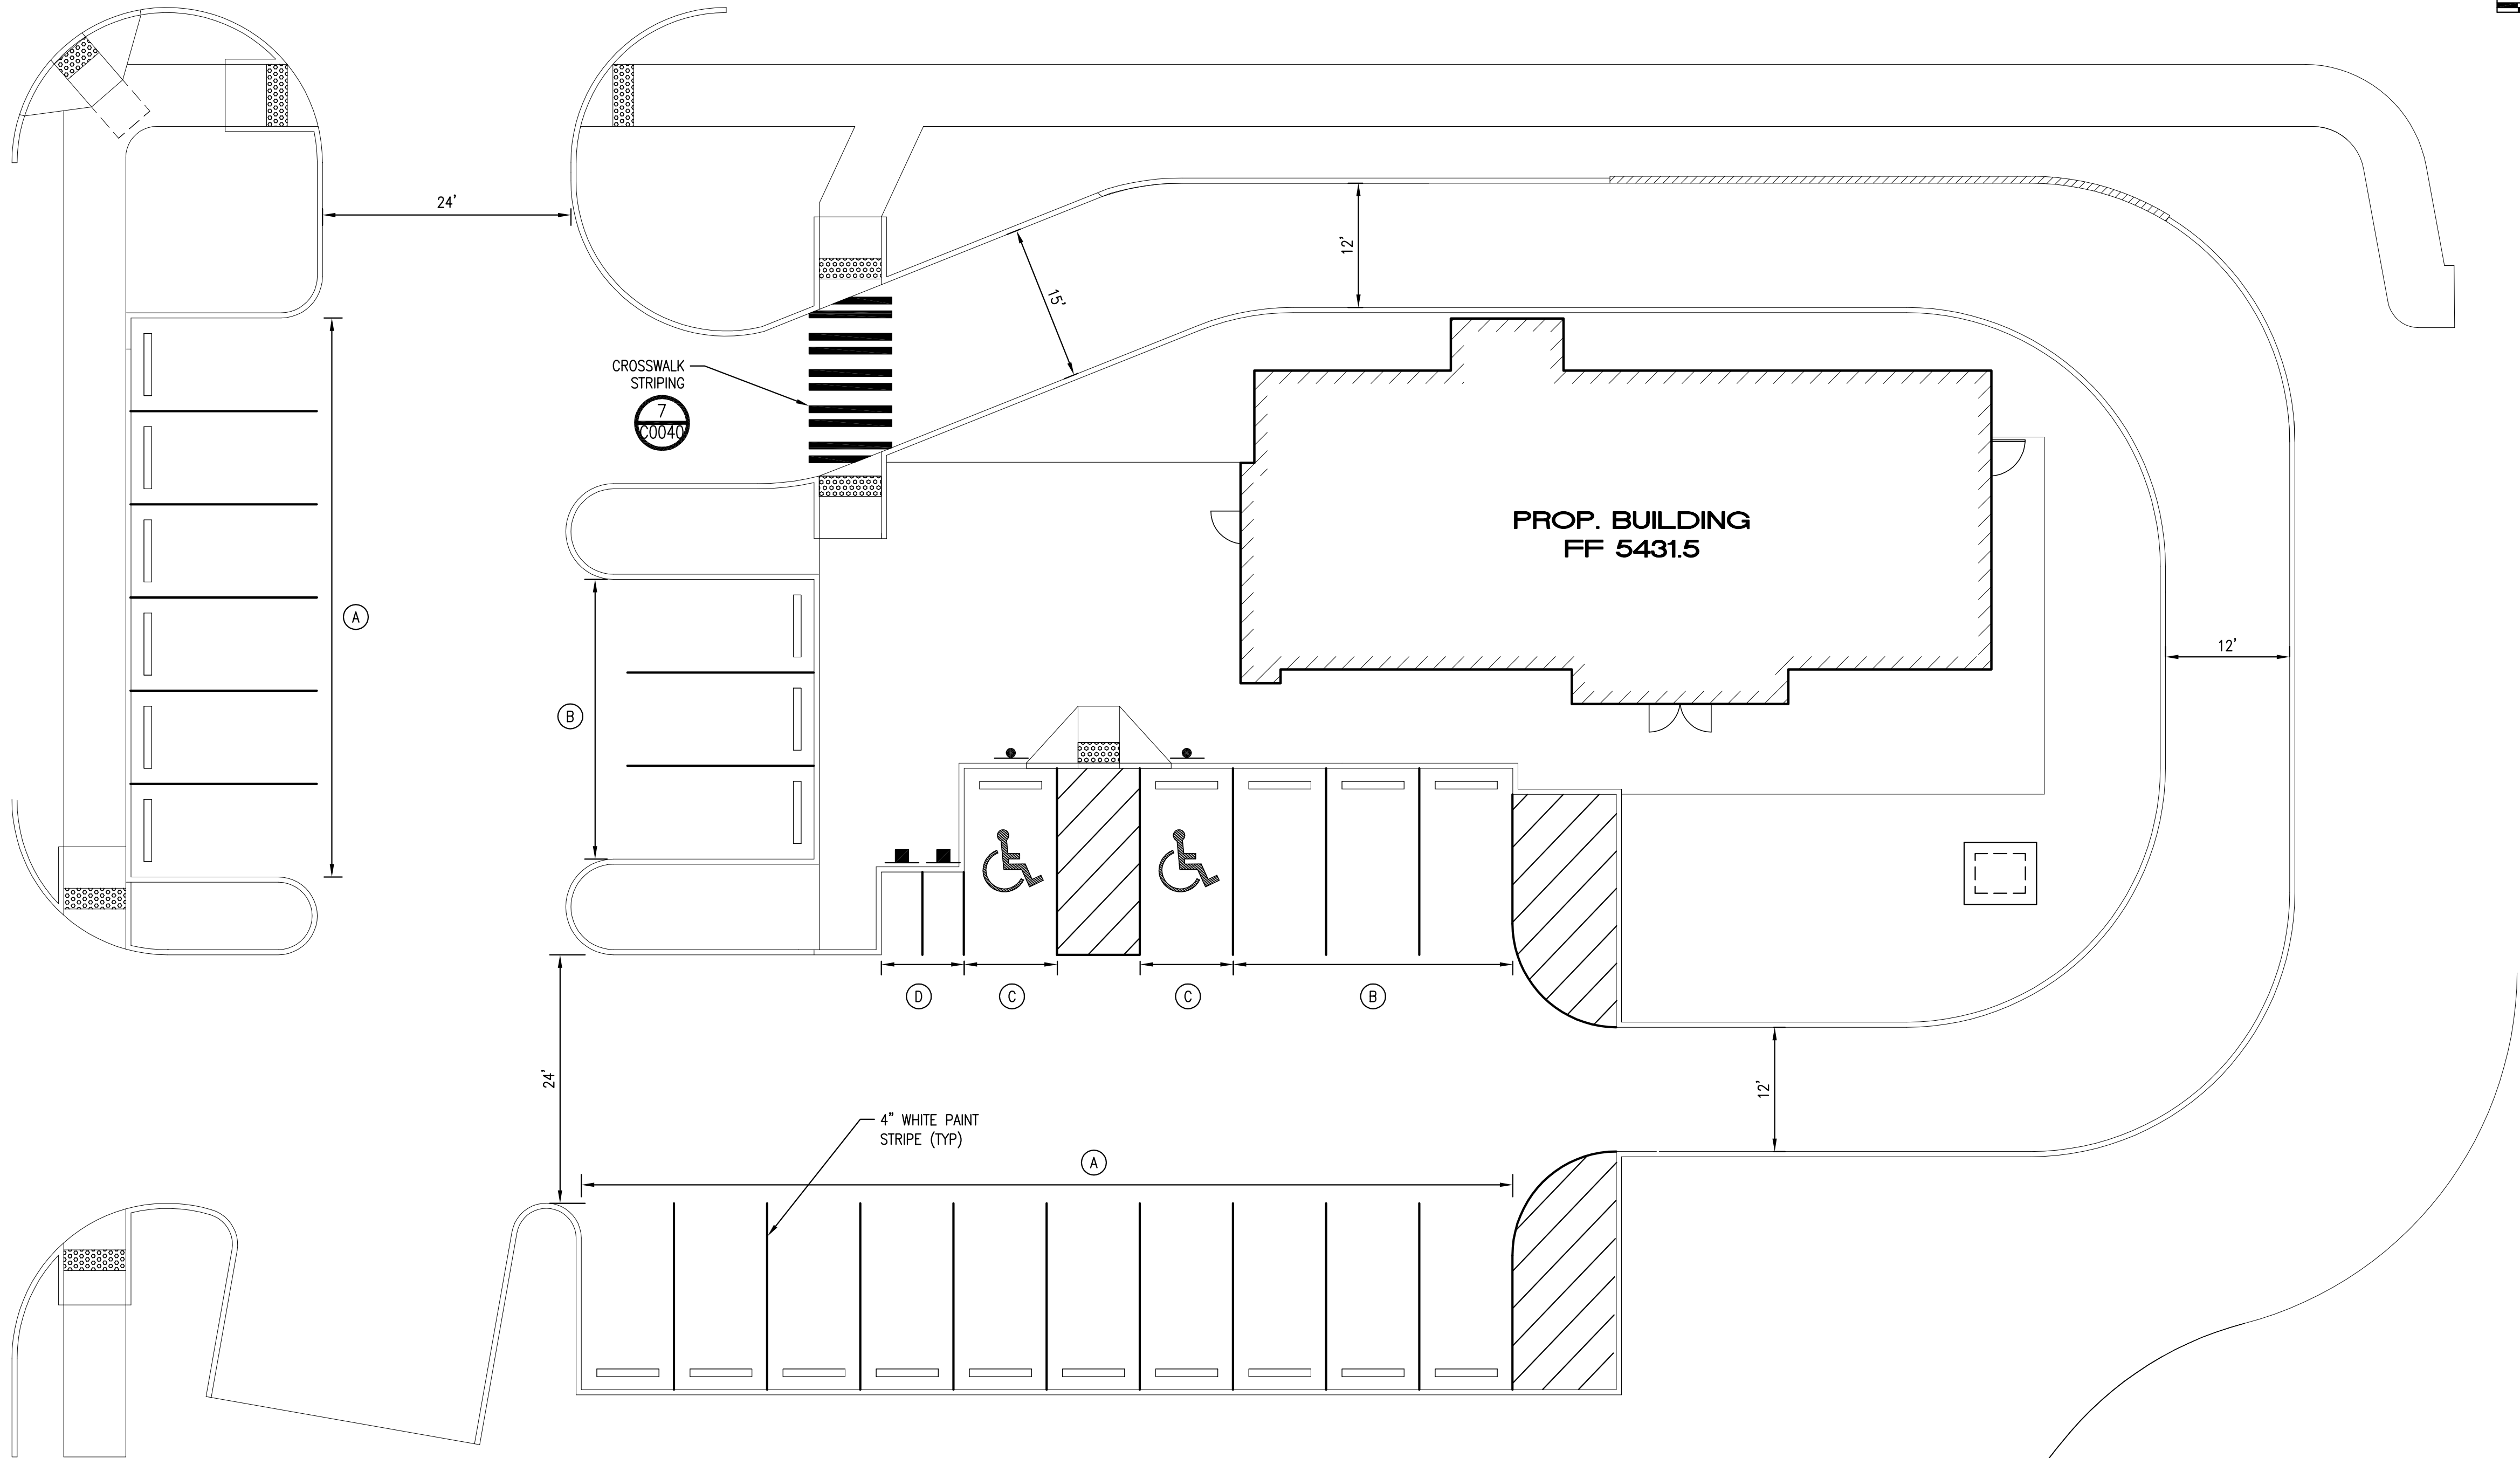 24'
12'
15'
CROSSWALK
STRIPING
7
C0040
PROP. BUILDING
FF 5431.5
A
B
12'
D
C
C
B
24'
12'
4" WHITE PAINT
STRIPE (TYP)
A